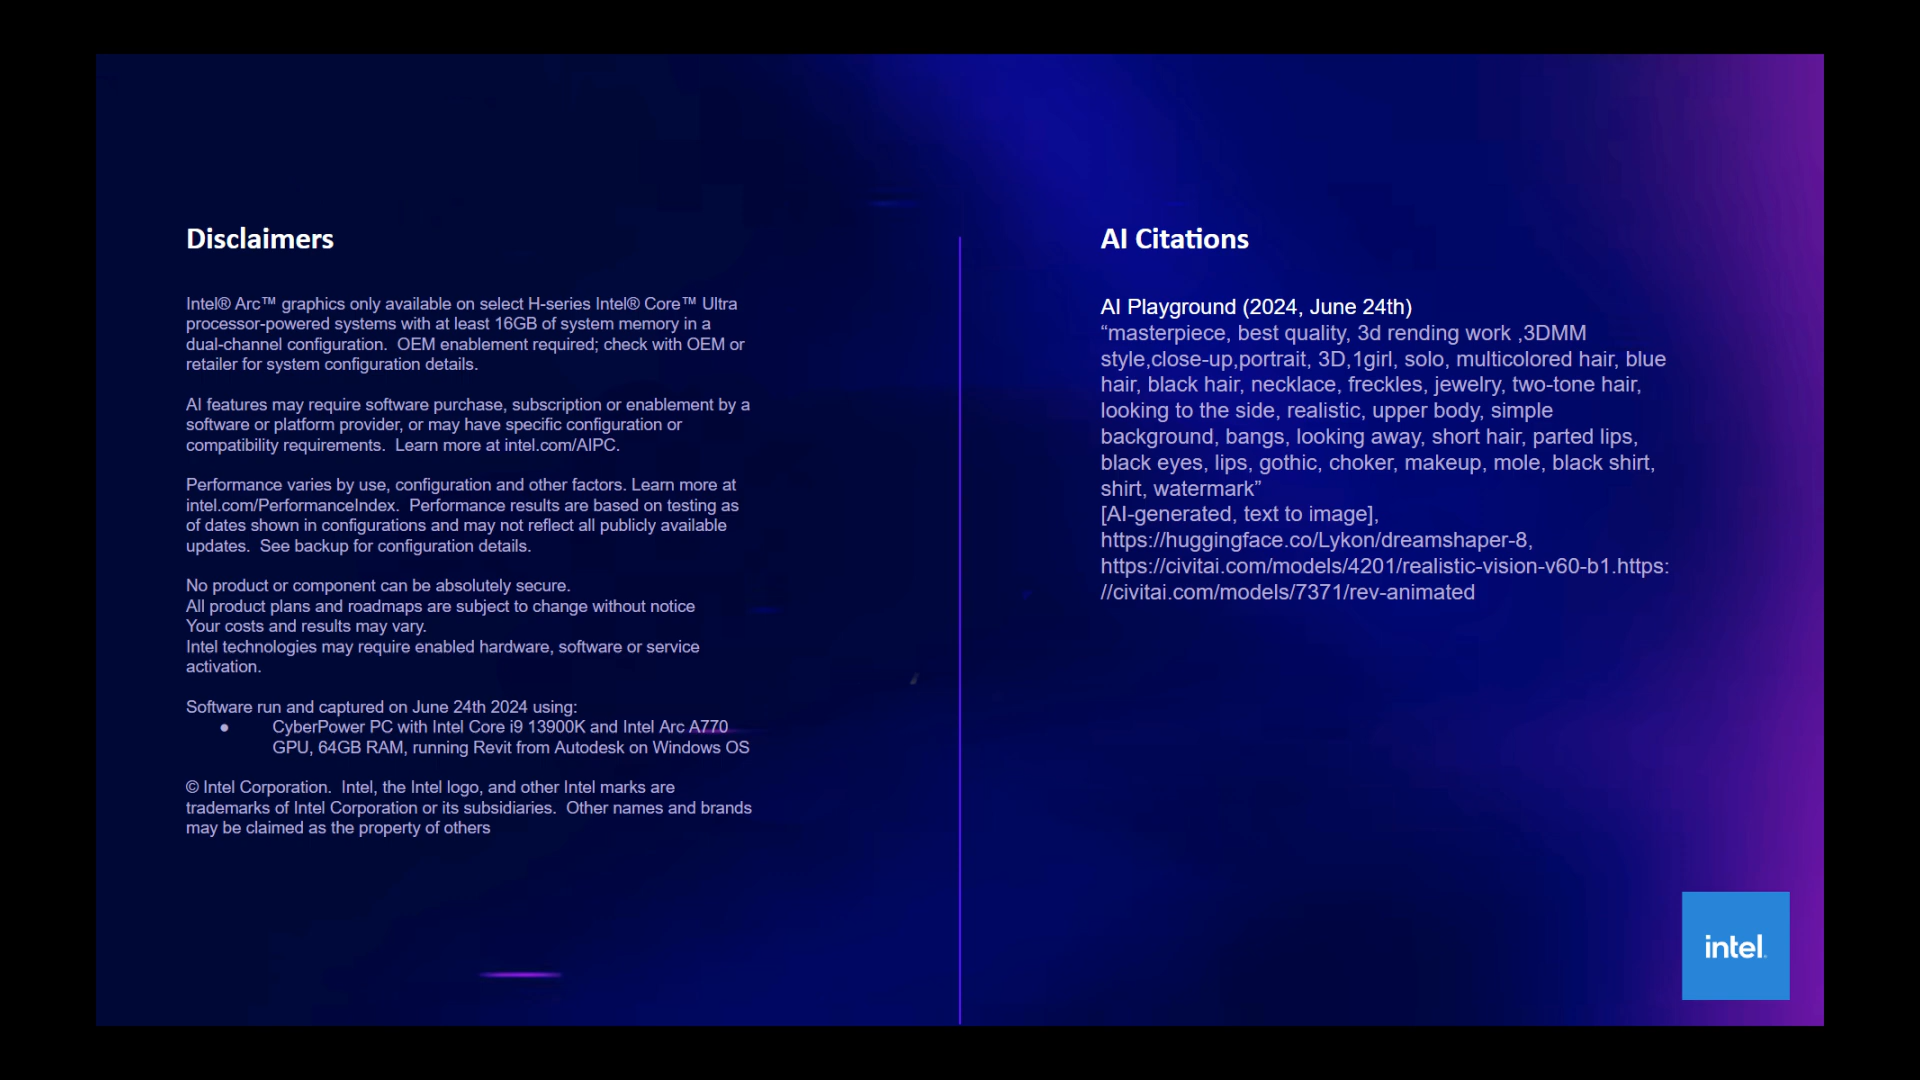 Disclaimers
Intel® Arc™ graphics only available on select H-series Intel® Core™ Ultra
processor-powered systems with at least 16GB of system memory in a
dual-channel configuration.  OEM enablement required; check with OEM or
retailer for system configuration details.
AI features may require software purchase, subscription or enablement by a
software or platform provider, or may have specific configuration or
compatibility requirements.  Learn more at intel.com/AIPC.
Performance varies by use, configuration and other factors. Learn more at
intel.com/PerformanceIndex.  Performance results are based on testing as
of dates shown in configurations and may not reflect all publicly available
updates.  See backup for configuration details.
No product or component can be absolutely secure.
All product plans and roadmaps are subject to change without notice
Your costs and results may vary.
Intel technologies may require enabled hardware, software or service
activation.
Software run and captured on June 24th 2024 using:
● CyberPower PC with Intel Core i9 13900K and Intel Arc A770
GPU, 64GB RAM, running Revit from Autodesk on Windows OS
© Intel Corporation.  Intel, the Intel logo, and other Intel marks are
trademarks of Intel Corporation or its subsidiaries.  Other names and brands
may be claimed as the property of others
AI Citations
AI Playground (2024, June 24th)
“masterpiece, best quality, 3d rending work ,3DMM
style,close-up,portrait, 3D,1girl, solo, multicolored hair, blue
hair, black hair, necklace, freckles, jewelry, two-tone hair,
looking to the side, realistic, upper body, simple
background, bangs, looking away, short hair, parted lips,
black eyes, lips, gothic, choker, makeup, mole, black shirt,
shirt, watermark”
[AI-generated, text to image],
https://huggingface.co/Lykon/dreamshaper-8,
https://civitai.com/models/4201/realistic-vision-v60-b1.https:
//civitai.com/models/7371/rev-animated
intel.